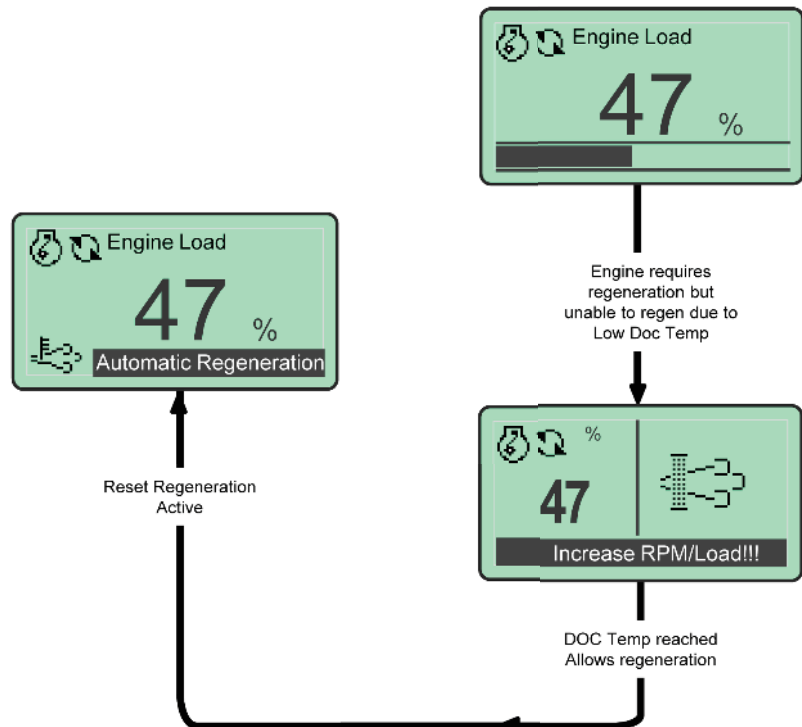 Engine Load
47 %
Engine requires
regeneration but
unable to regen due to
Low Doc Temp
%
47
Increase RPM/Load!!!
DOC Temp reached
Allows regeneration
Reset Regeneration
Active
Engine Load
47 %
Automatic Regeneration